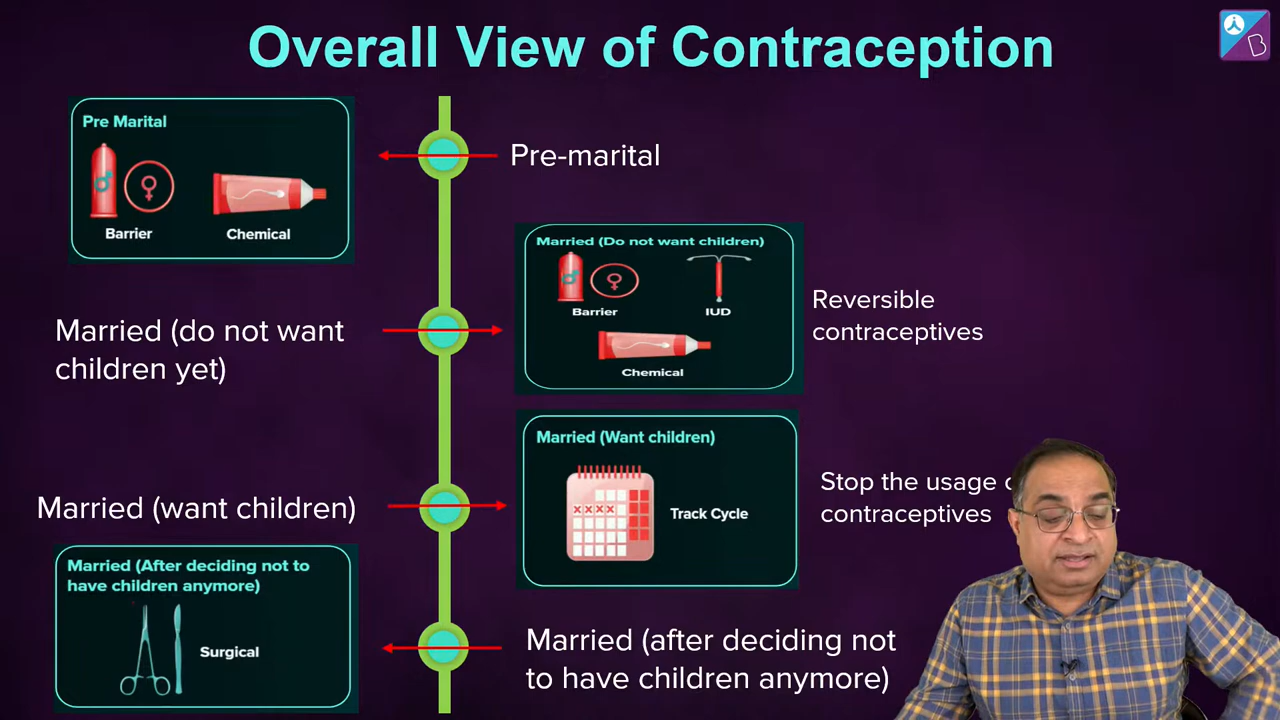 Overall View of Contraception
Pre Marital
Barrier
Chemical
Pre-marital
Married (do not want
children yet)
Married (Do not want children)
Barrier
IUD
Chemical
Reversible
contraceptives
Married (want children)
Married (Want children)
Track Cycle
Stop the usage
contraceptives
Married (After deciding not to
have children anymore)
Surgical
Married (after deciding not
to have children anymore)
B